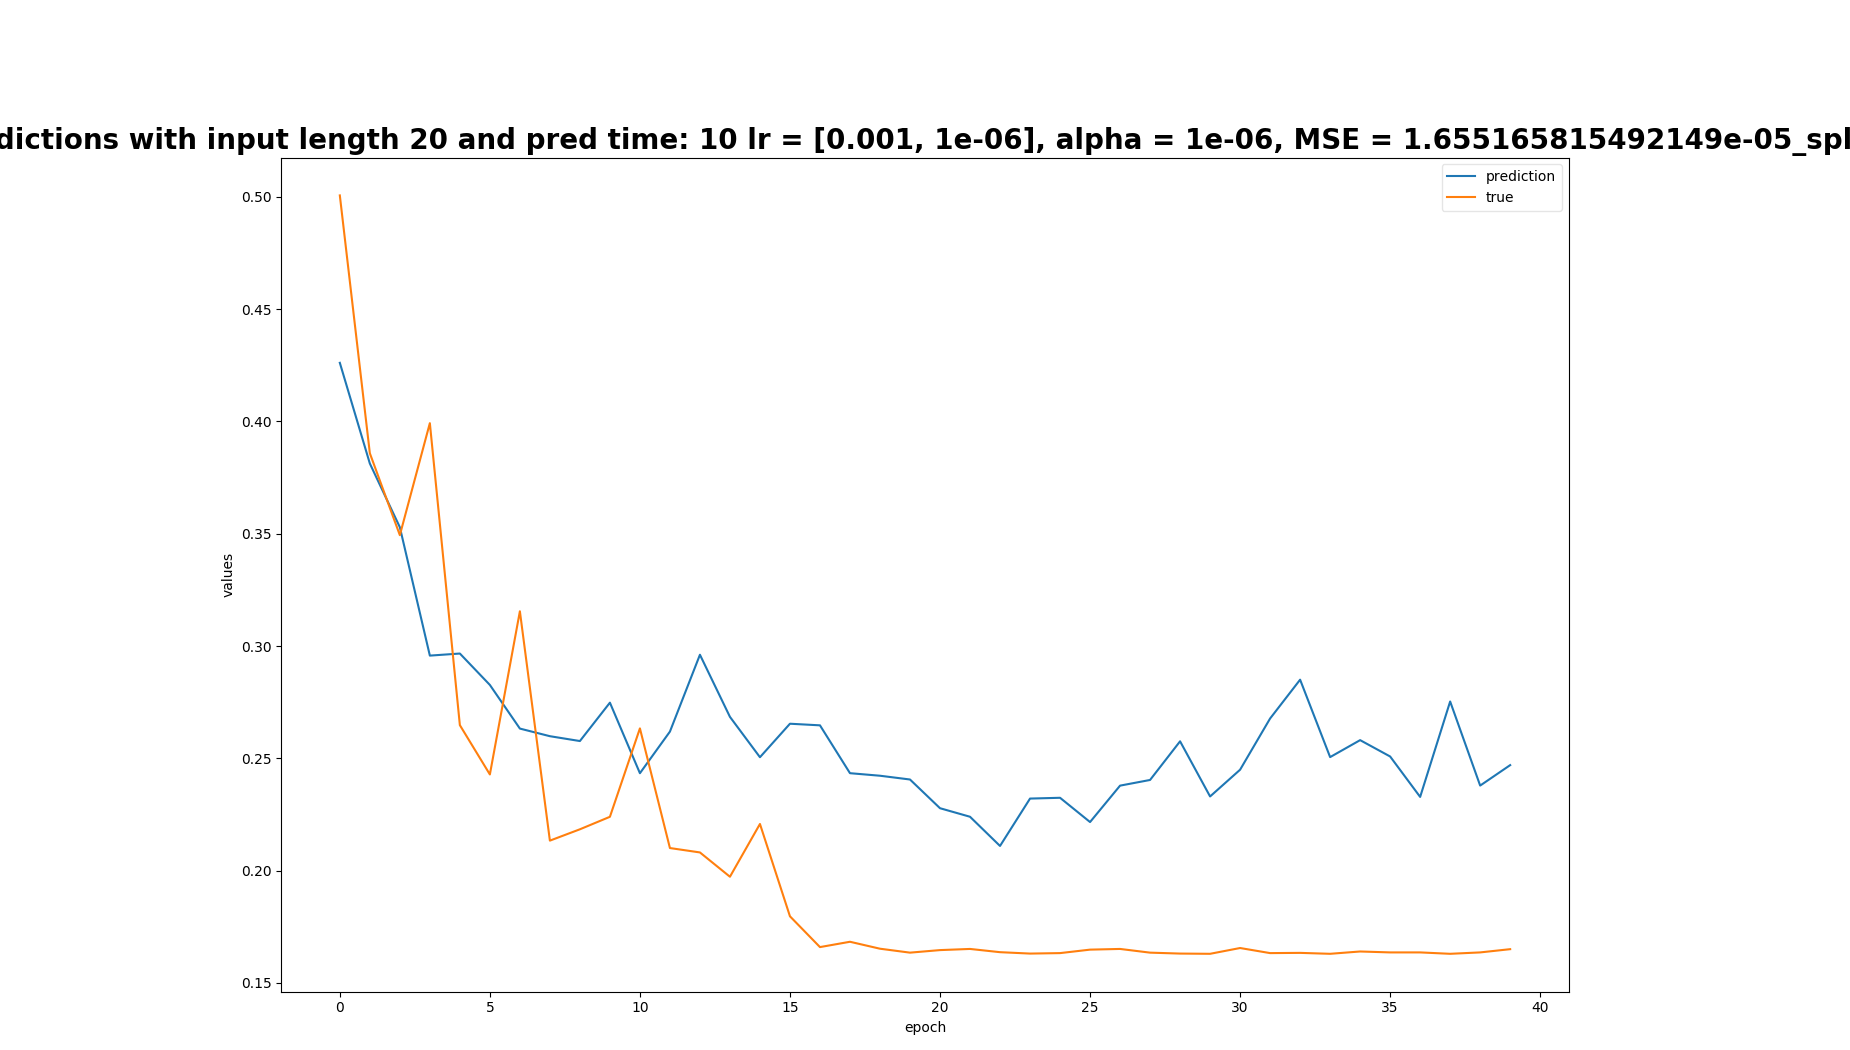 dictions with input length 20 and pred time: 10 lr = [0.001, 1e-06], alpha = 1e-06, MSE = 1.655165815492149e-05_spl
prediction
true
0.50
0.45
0.40
0.35
0.30
0.25
0.20
0.15
values
0 5 10 15 20 25 30 35 40
epoch